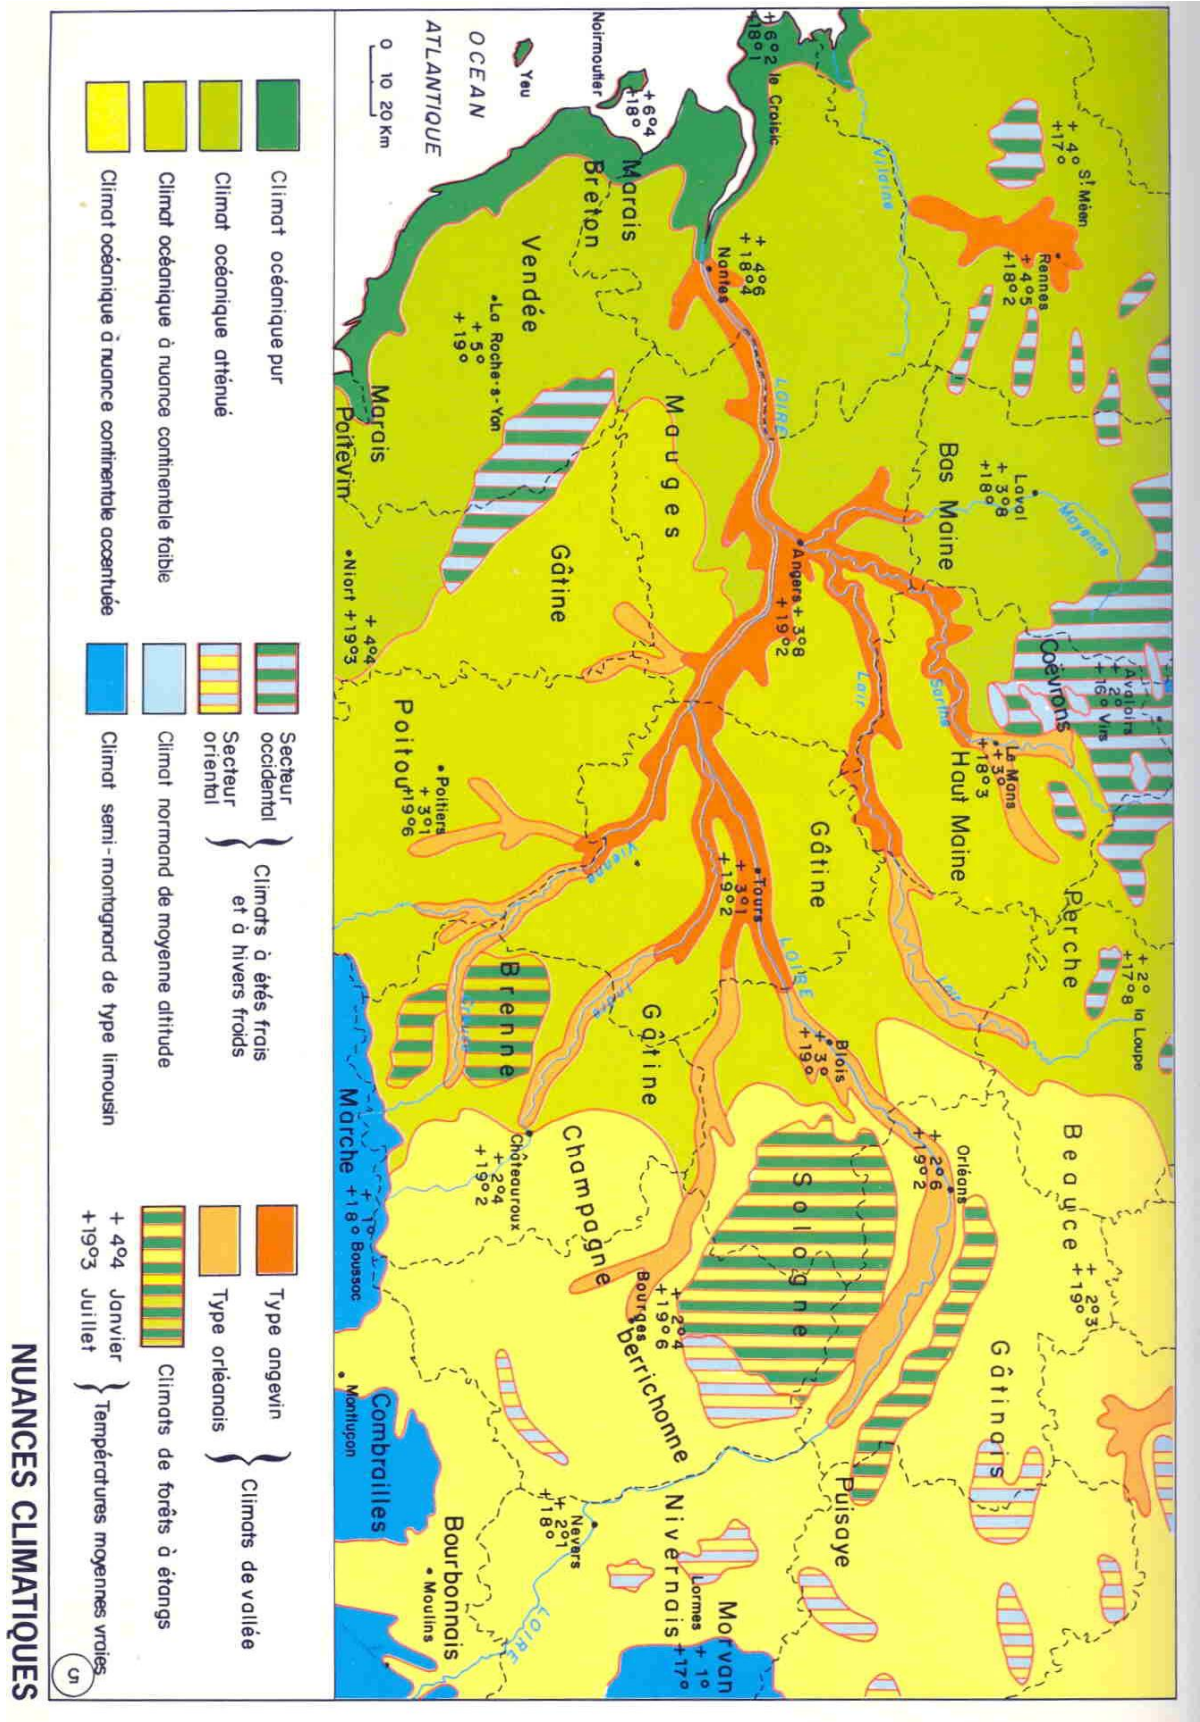 NUANCES CLIMATIQUES
5
St Méen
+ 4°
+17°
Rennes
+ 4°5
+18°2
Vilaine
+6°2 le Croisic
+18°1
+6°4
+18°
Noirmoutier
Yeu
OCEAN
ATLANTIQUE
0 10 20 Km
Marais
Breton
Nantes
+ 4°6
+18°4
Vendée
La Roche-s-Yon
+ 5°
+ 19°
Marais
Poitevin
Niort +19°3
+ 4°4
LOIRE
Mauges
Gâtine
Bas Maine
Laval
+ 3°8
+18°
Mayenne
Angers + 3°8
+ 19°2
Avaloirs
+ 2°
+16° Virs
Coëvrons
Sarthe
Loir
Le Mans
+ 3°
+18°3
Haut Maine
Perche
+ 2°
+17°8
la Loupe
Loir
Gâtine
Tours
+ 3°1
+ 19°2
LOIRE
Poitou
Poitiers
+ 3°1
+19°6
Vienne
Brenne
Creuse
Indre
Gâtine
Blois
+ 3°
+ 19°
Orléans
+ 2°6
+19°2
Beauce
+ 2°3
+19°
Gâtinais
Sologne
Champagne
berrichonne
Châteauroux
+ 2°4
+19°2
Bourges
+ 2°4
+19°6
Marche
+ 1°
+18° Boussac
Montluçon
Combrailles
Bourbonnais
Moulins
Nevers
+ 2°1
+18°
LOIRE
Nivernais
Puisaye
Morvan
Lormes + 1°
+17°
Climat océanique pur
Climat océanique atténué
Climat océanique à nuance continentale faible
Climat océanique à nuance continentale accentuée
Secteur occidental
Secteur oriental
Climats à étés frais
et à hivers froids
Climat normand de moyenne altitude
Climat semi-montagnard de type limousin
Type angevin
Type orléanais
Climats de vallée
Climats de forêts à étangs
+ 4°4 Janvier
+19°3 Juillet
Températures moyennes vraies